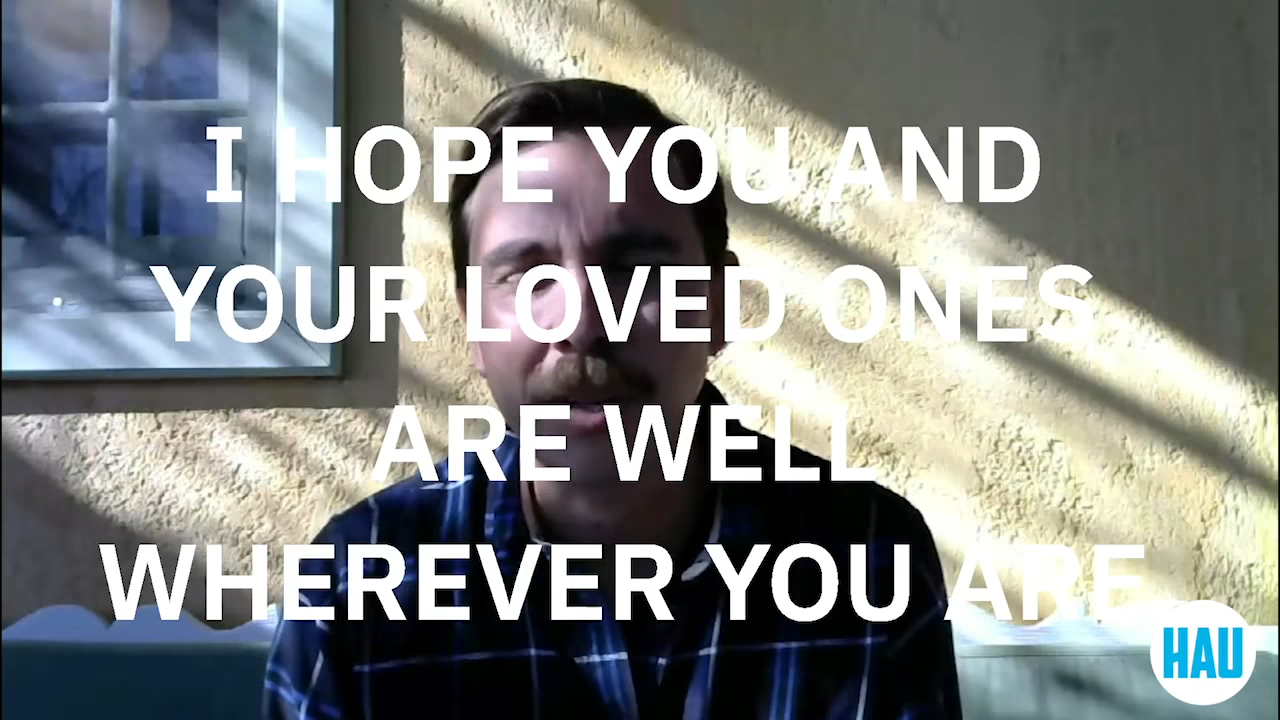 I HOPE YOU AND
YOUR LOVED ONES
ARE WELL
WHEREVER YOU ARE
HAU